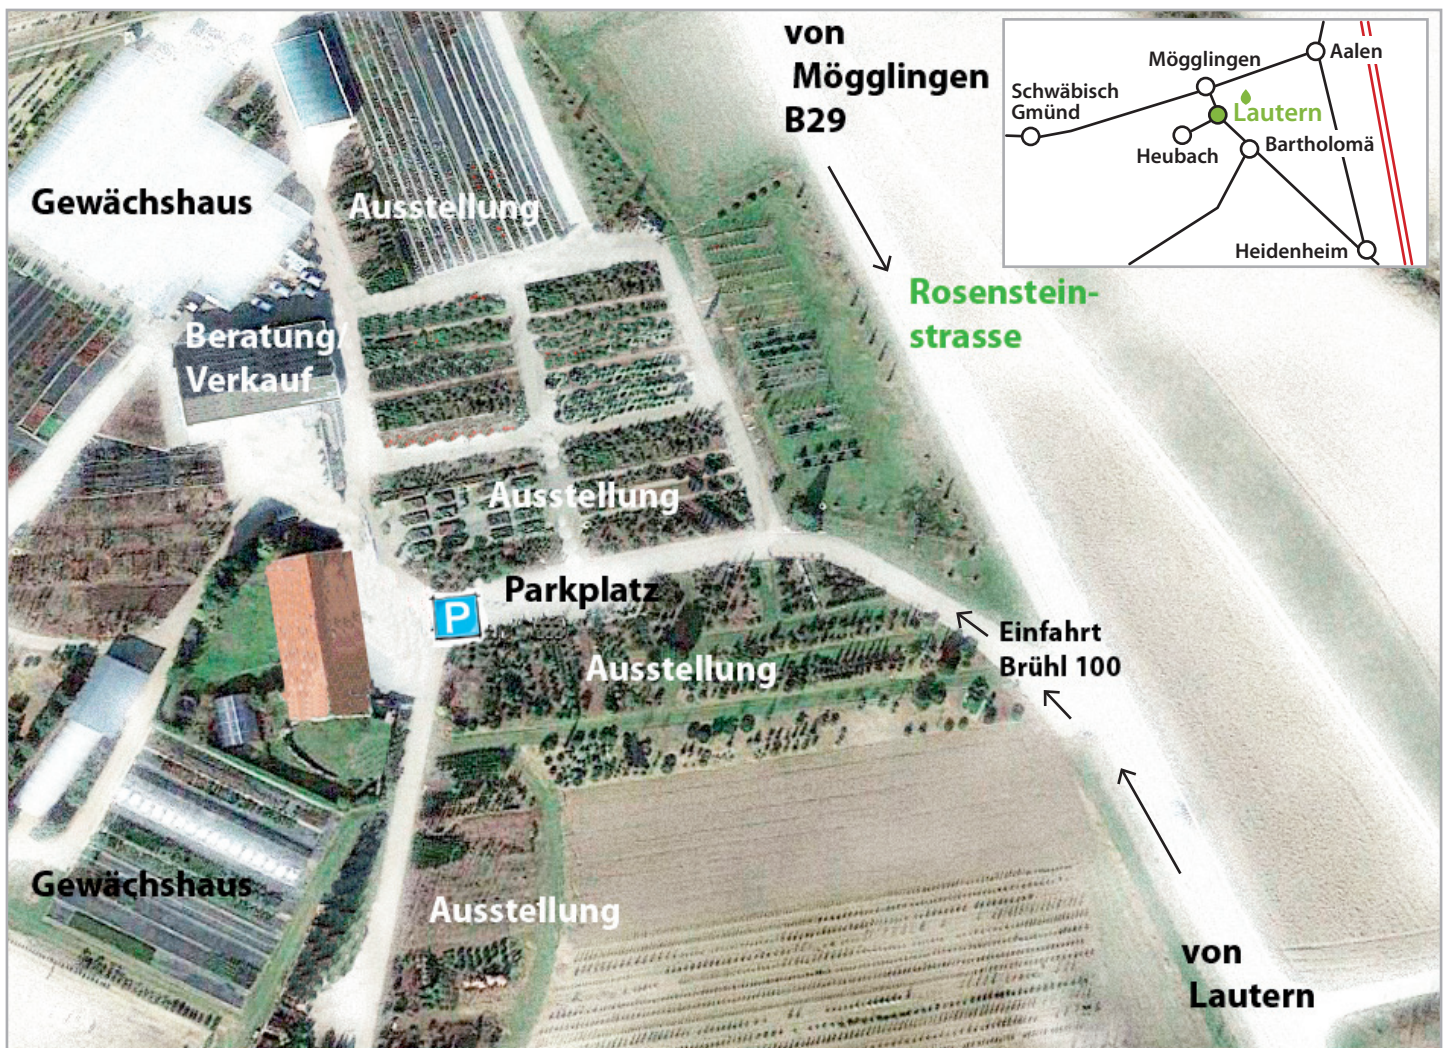 von
Mögglingen
B29
Mögglingen
Aalen
Schwäbisch
Gmünd
Lautern
Heubach
Bartholomä
Heidenheim
Gewächshaus
Ausstellung
Rosenstein-
strasse
Beratung/
Verkauf
Ausstellung
Parkplatz
P
Einfahrt
Brühl 100
Ausstellung
Gewächshaus
Ausstellung
von
Lautern